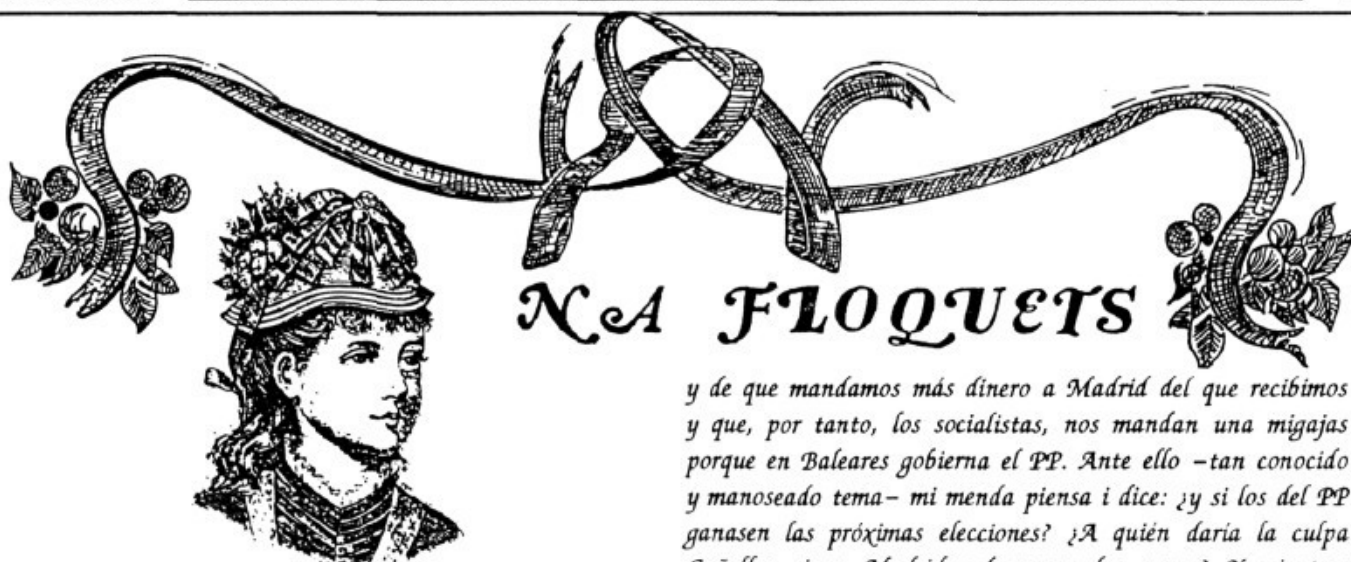 NA FLOQUETS
y de que mandamos más dinero a Madrid del que recibimos
y que, por tanto, los socialistas, nos mandan una migajas
porque en Baleares gobierna el PP. Ante ello –tan conocido
y manoseado tema– mi menda piensa i dice: ¿y si los del PP
ganasen las próximas elecciones? ¿A quién daría la culpa